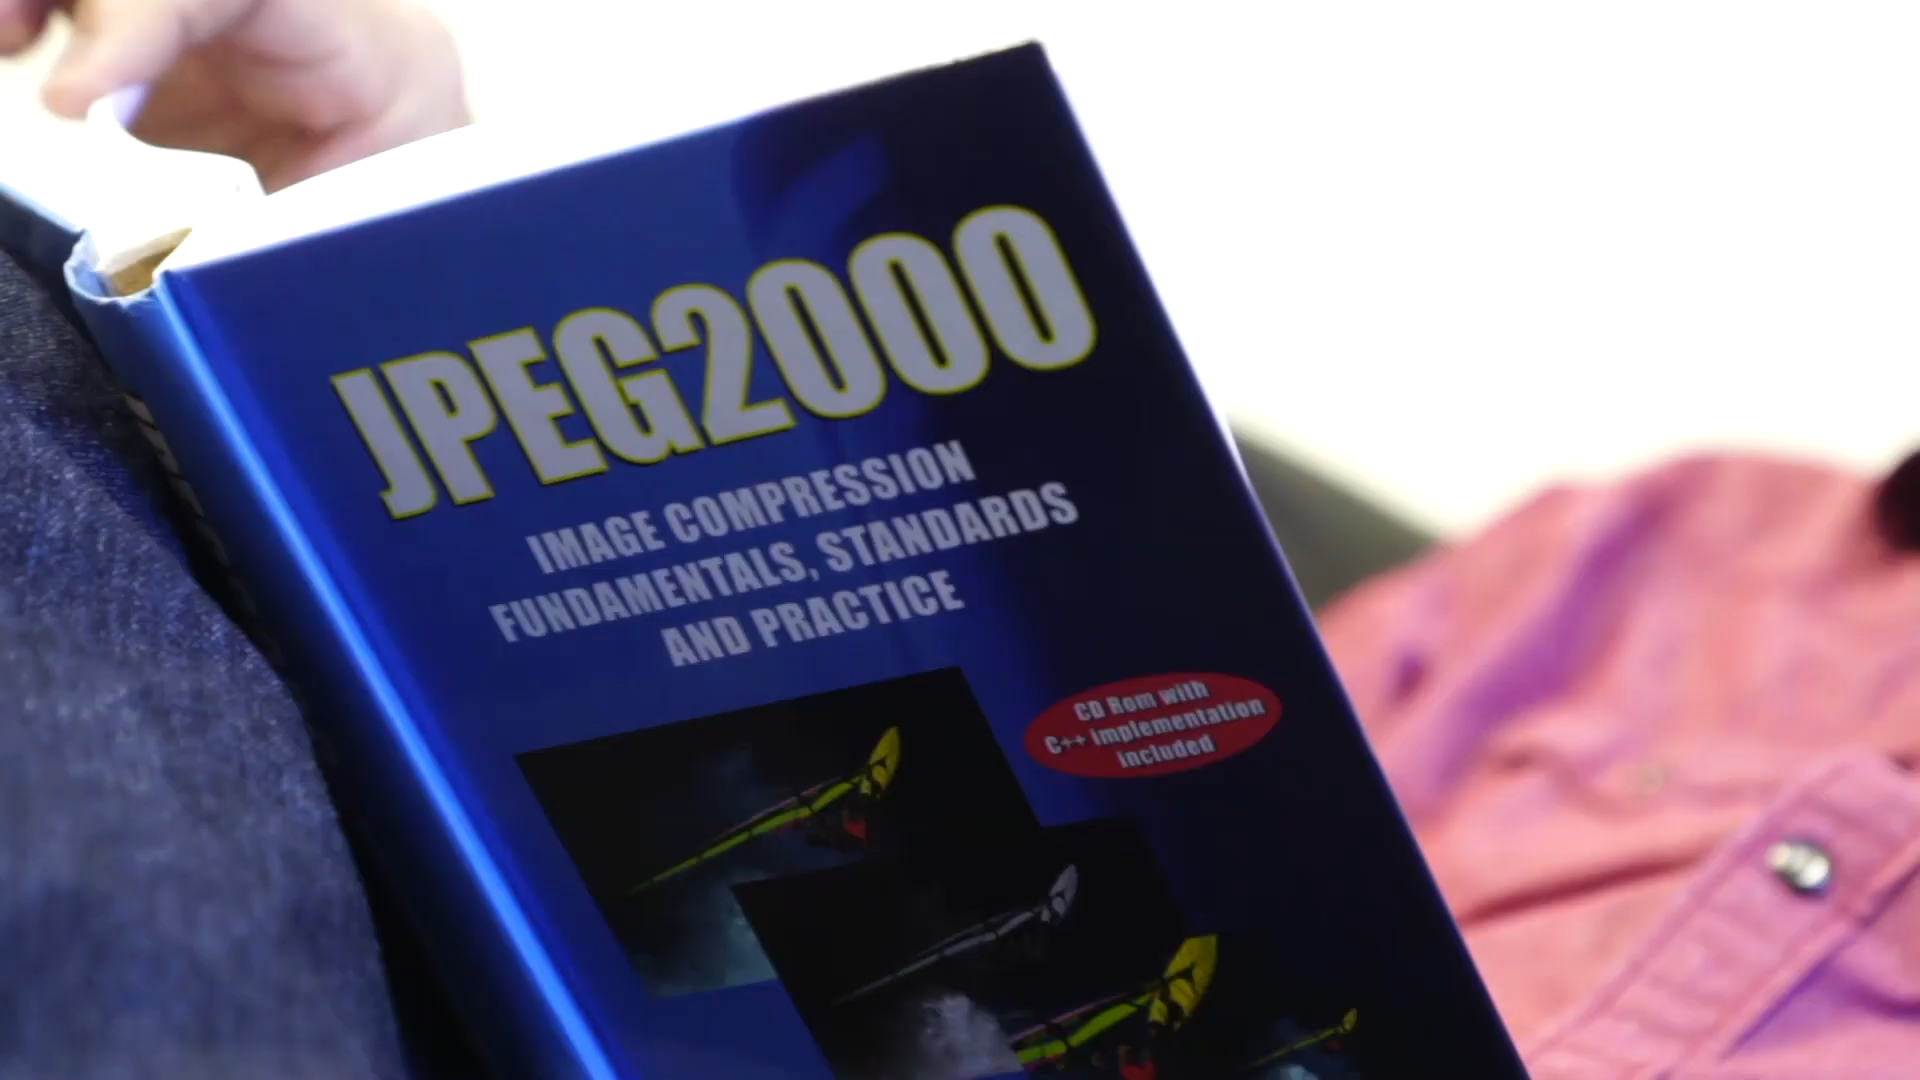 JPEG2000
IMAGE COMPRESSION
FUNDAMENTALS, STANDARDS
AND PRACTICE
CD Rom with
C++ implementation
included